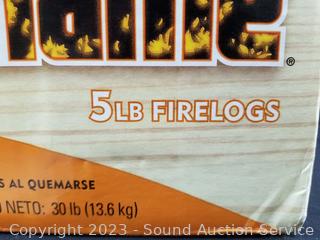 5LB FIRELOGS
AL QUEMARSE
NETO: 30 lb (13.6 kg)
Copyright 2023 - Sound Auction Service